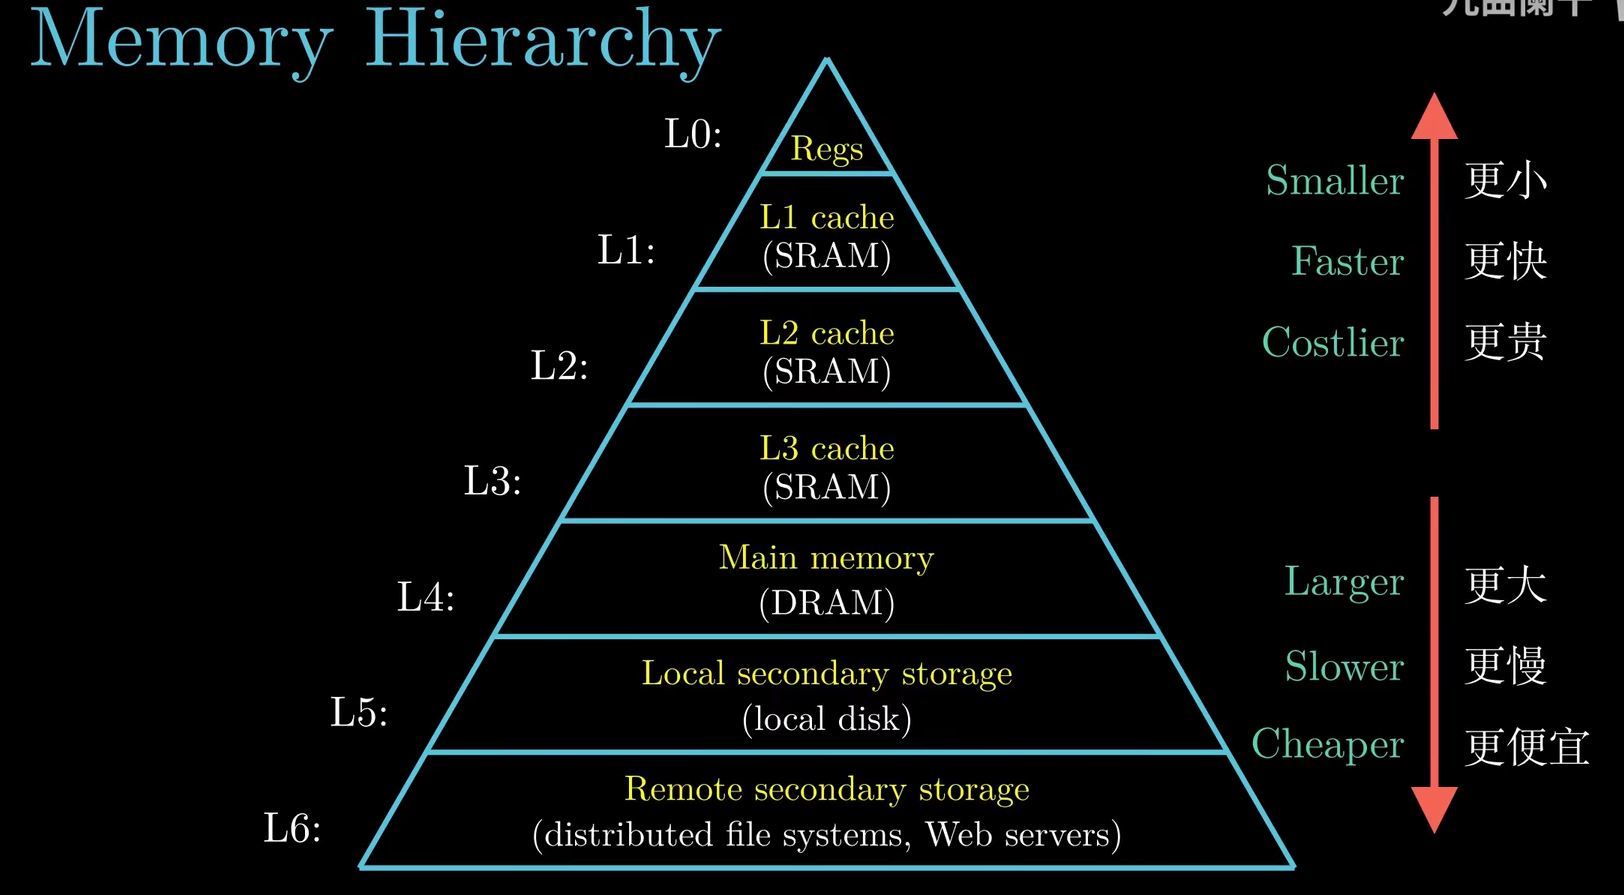 Memory Hierarchy
L0:
Regs
L1:
L1 cache
(SRAM)
L2:
L2 cache
(SRAM)
L3:
L3 cache
(SRAM)
L4:
Main memory
(DRAM)
L5:
Local secondary storage
(local disk)
L6:
Remote secondary storage
(distributed file systems, Web servers)
Smaller 更小
Faster 更快
Costlier 更贵
Larger 更大
Slower 更慢
Cheaper 更便宜